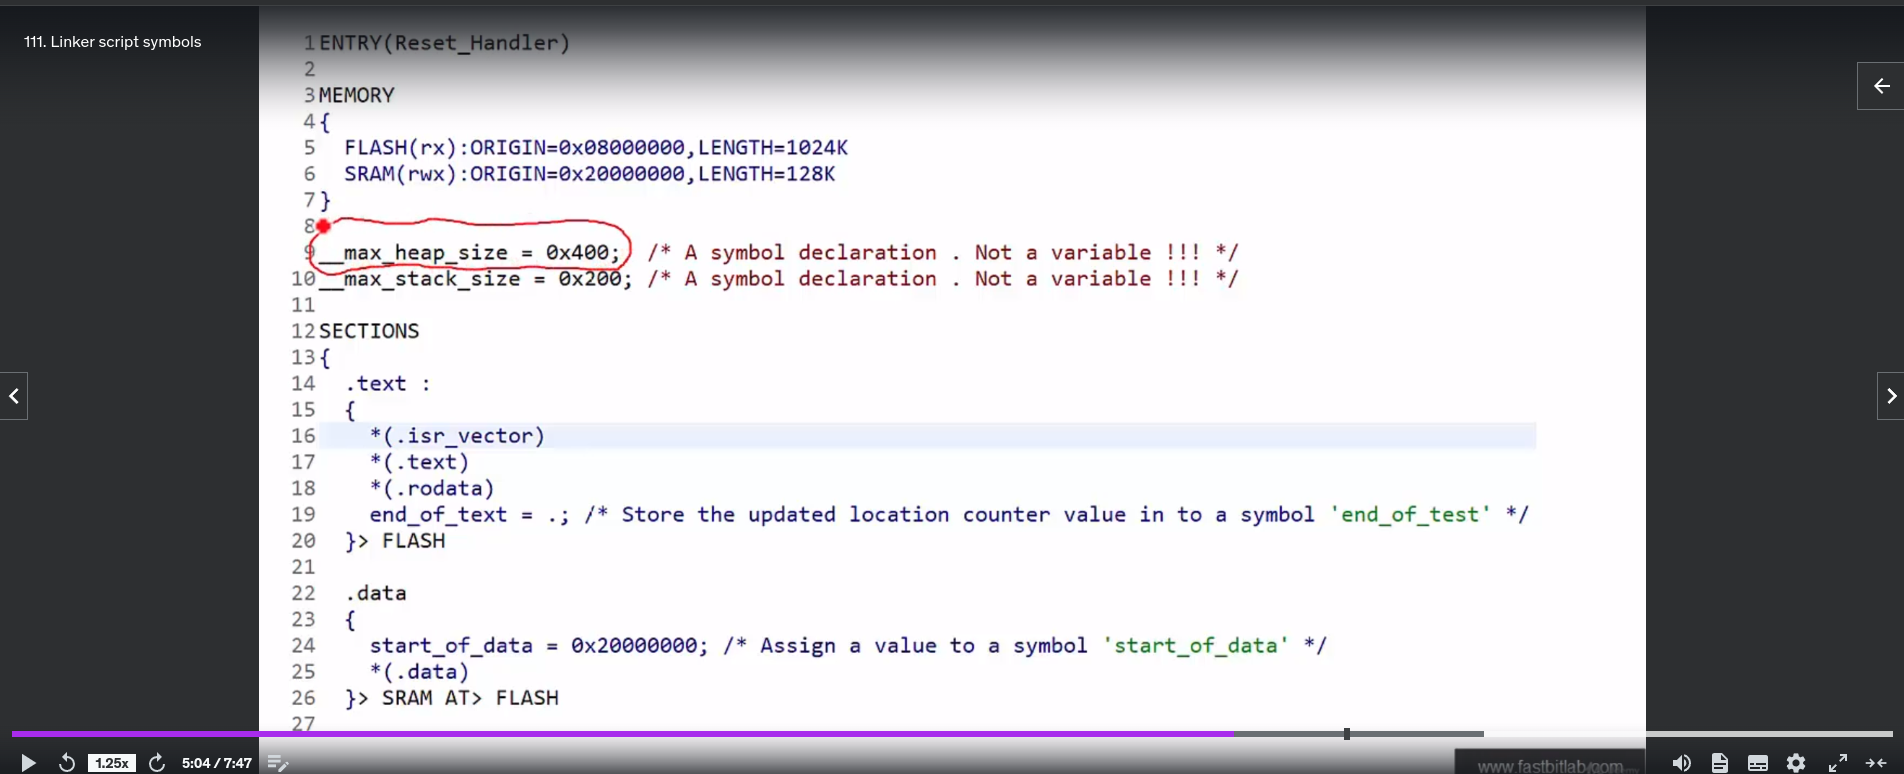 111. Linker script symbols
1 ENTRY(Reset_Handler)
2
3 MEMORY
4 {
5 FLASH(rx):ORIGIN=0x08000000,LENGTH=1024K
6 SRAM(rwx):ORIGIN=0x20000000,LENGTH=128K
7 }
8
9 __max_heap_size = 0x400; /* A symbol declaration . Not a variable !!! */
10 __max_stack_size = 0x200; /* A symbol declaration . Not a variable !!! */
11
12 SECTIONS
13 {
14 .text :
15 {
16 *(.isr_vector)
17 *(.text)
18 *(.rodata)
19 end_of_text = .; /* Store the updated location counter value in to a symbol 'end_of_test' */
20 }> FLASH
21
22 .data
23 {
24 start_of_data = 0x20000000; /* Assign a value to a symbol 'start_of_data' */
25 *(.data)
26 }> SRAM AT> FLASH
27
1.25x 5:04 / 7:47